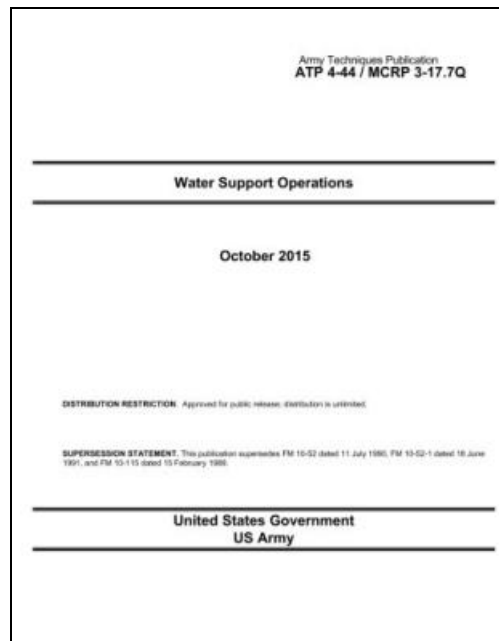 Army Techniques Publication
ATP 4-44 / MCRP 3-17.7Q
Water Support Operations
October 2015
DISTRIBUTION RESTRICTION. Approved for public release; distribution is unlimited.
SUPERSESSION STATEMENT. This publication supersedes FM 10-52 dated 11 July 1990, FM 10-52-1 dated 18 June
1991, and FM 10-115 dated 15 February 1989.
United States Government
US Army